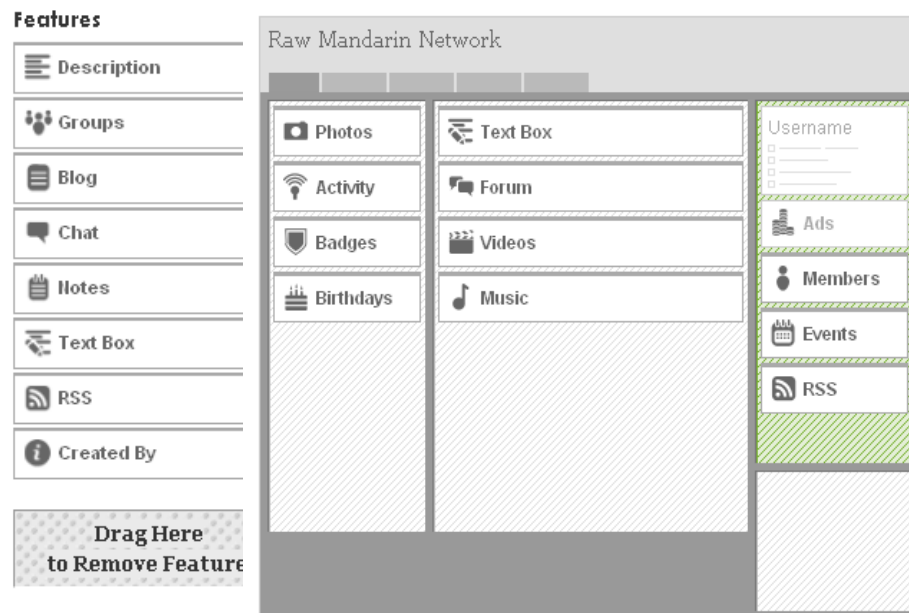 Features
Description
Groups
Blog
Chat
Notes
Text Box
RSS
Created By
Drag Here
to Remove Feature
Raw Mandarin Network
Photos
Activity
Badges
Birthdays
Text Box
Forum
Videos
Music
Username
Ads
Members
Events
RSS